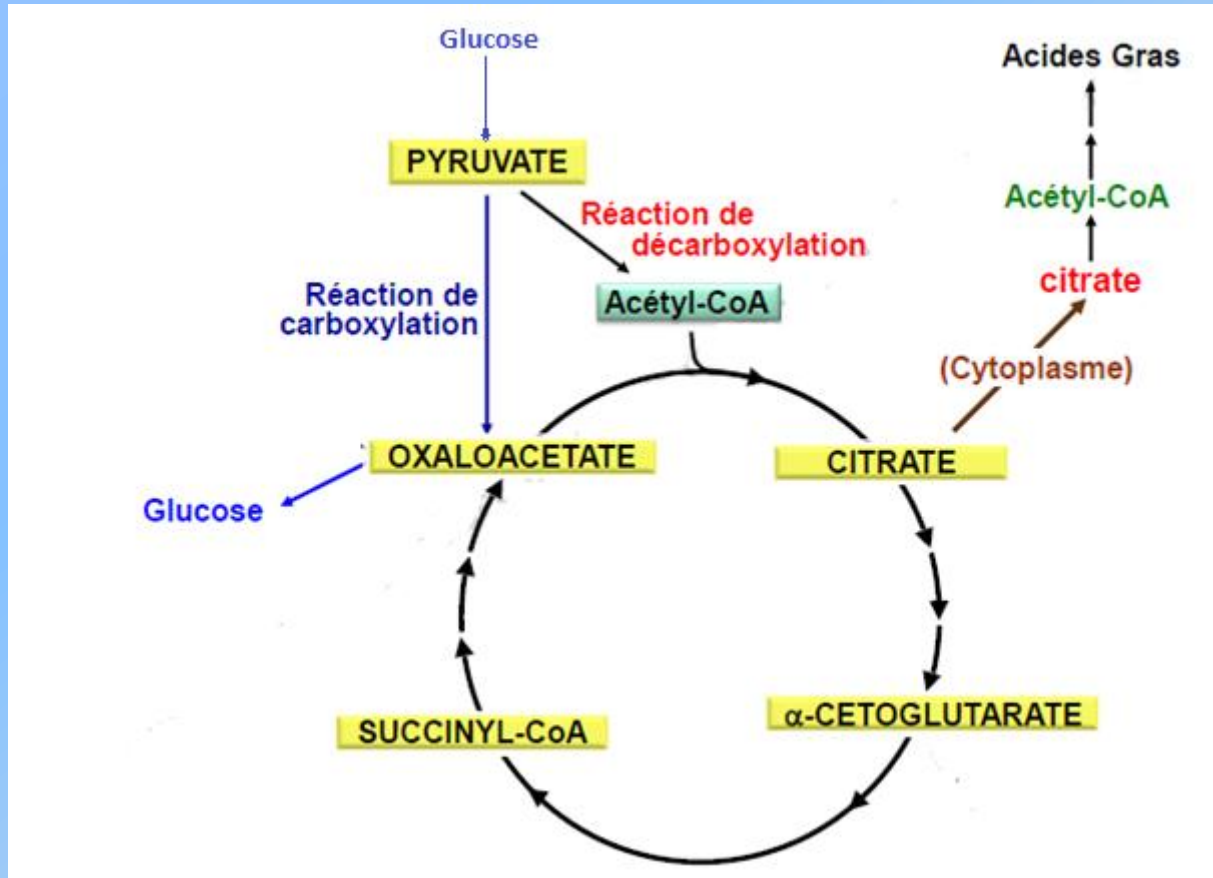 Glucose
Acides Gras
PYRUVATE
Acétyl-CoA
Réaction de
décarboxylation
citrate
Réaction de
carboxylation
Acétyl-CoA
(Cytoplasme)
OXALOACETATE
CITRATE
Glucose
α-CETOGLUTARATE
SUCCINYL-CoA